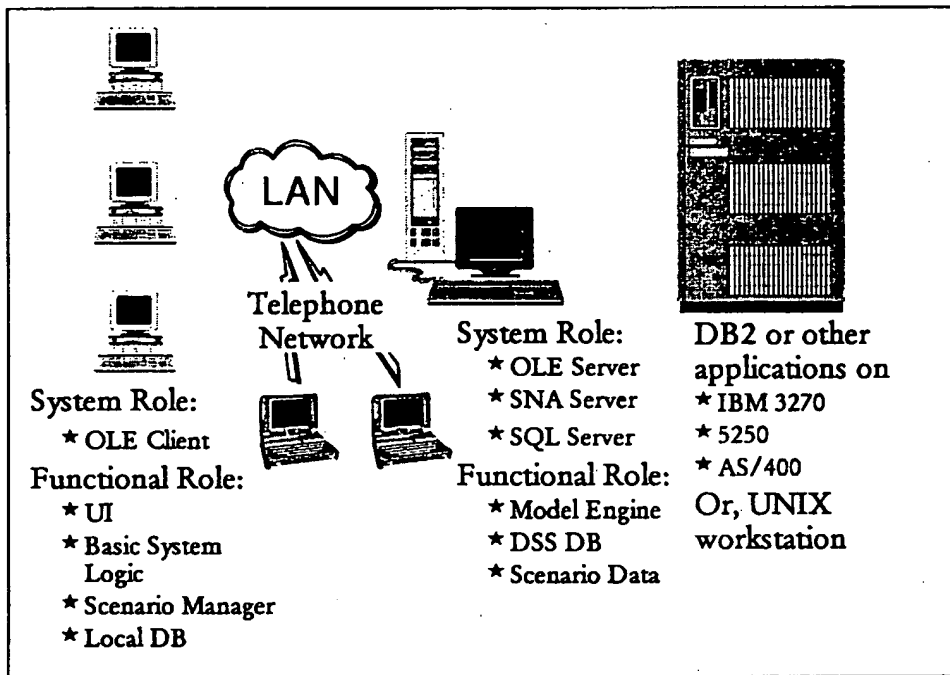 LAN
Telephone
Network
System Role:
★ OLE Client
Functional Role:
★ UI
★ Basic System
Logic
★ Scenario Manager
★ Local DB
System Role:
★ OLE Server
★ SNA Server
★ SQL Server
Functional Role:
★ Model Engine
★ DSS DB
★ Scenario Data
DB2 or other
applications on
★ IBM 3270
★ 5250
★ AS/400
Or, UNIX
workstation